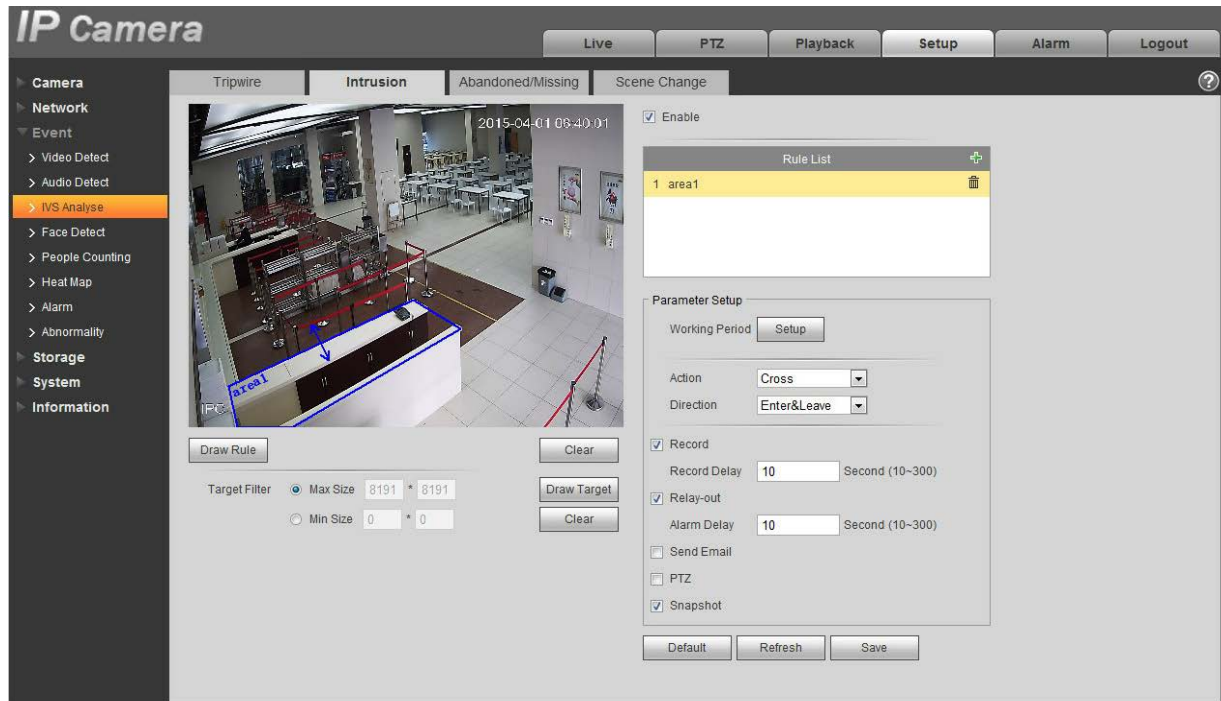 IP Camera
Live PTZ Playback Setup Alarm Logout
Camera
Network
Event
Video Detect
Audio Detect
IVS Analyse
Face Detect
People Counting
Heat Map
Alarm
Abnormality
Storage
System
Information
Tripwire Intrusion Abandoned/Missing Scene Change
?
2015-04-01 08:40:01
area1
IPC
Draw Rule Clear
Target Filter Max Size 8191 * 8191 Draw Target
Min Size 0 * 0 Clear
Enable
Rule List
1 area1
Parameter Setup
Working Period Setup
Action Cross
Direction Enter&Leave
Record
Record Delay 10 Second (10~300)
Relay-out
Alarm Delay 10 Second (10~300)
Send Email
PTZ
Snapshot
Default Refresh Save